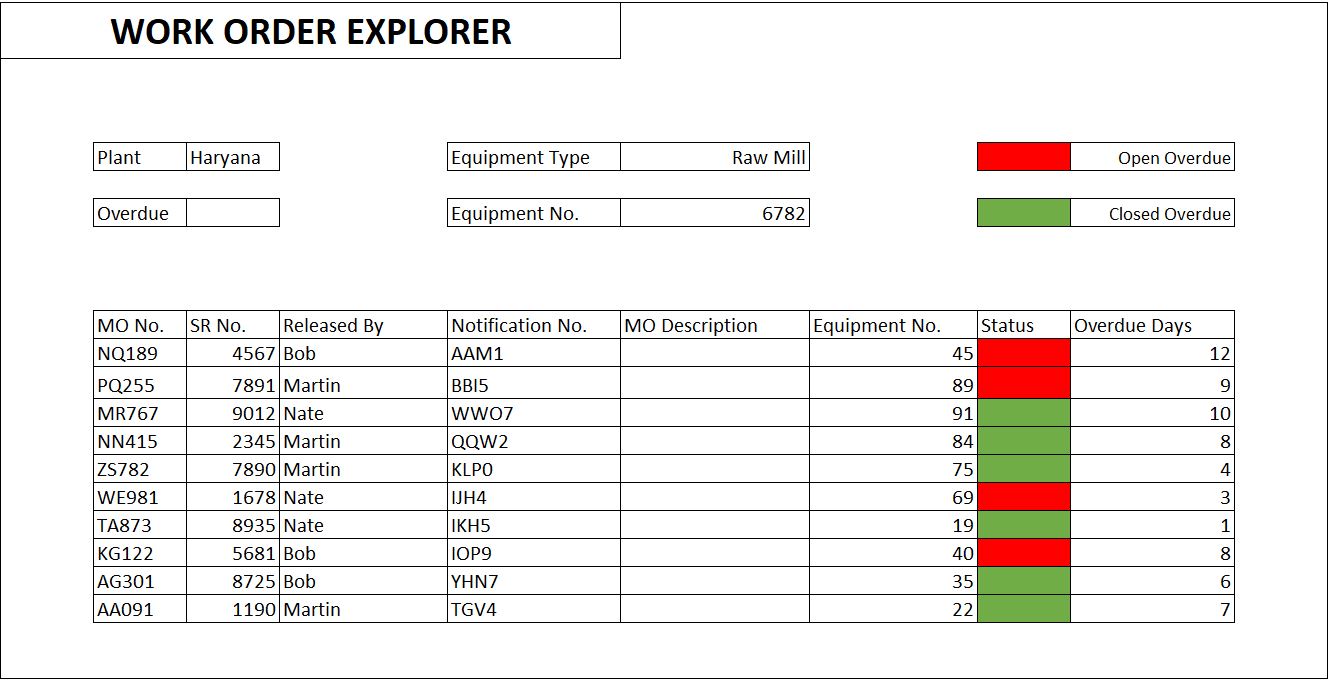 WORK ORDER EXPLORER
Plant Haryana Equipment Type Raw Mill Open Overdue
Overdue Equipment No. 6782 Closed Overdue
MO No. SR No. Released By Notification No. MO Description Equipment No. Status Overdue Days
NQ189 4567 Bob AAM1 45 12
PQ255 7891 Martin BBI5 89 9
MR767 9012 Nate WWO7 91 10
NN415 2345 Martin QQW2 84 8
ZS782 7890 Martin KLP0 75 4
WE981 1678 Nate IJH4 69 3
TA873 8935 Nate IKH5 19 1
KG122 5681 Bob IOP9 40 8
AG301 8725 Bob YHN7 35 6
AA091 1190 Martin TGV4 22 7